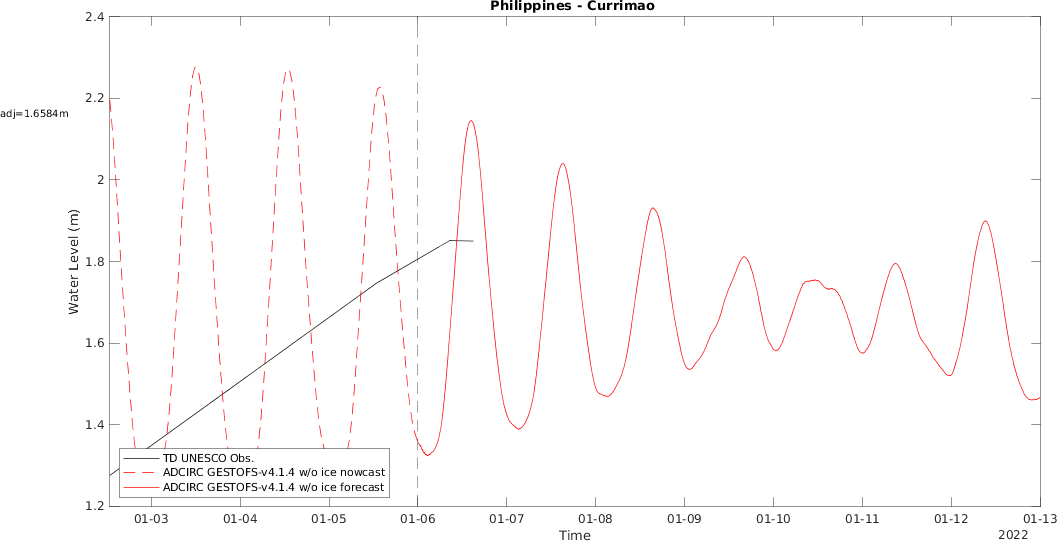 Philippines - Currimao
adj=1.6584m
Water Level (m)
2.4
2.2
2
1.8
1.6
1.4
1.2
TD UNESCO Obs.
ADCIRC GESTOFS-v4.1.4 w/o ice nowcast
ADCIRC GESTOFS-v4.1.4 w/o ice forecast
01-03 01-04 01-05 01-06 01-07 01-08 01-09 01-10 01-11 01-12 01-13
Time
2022